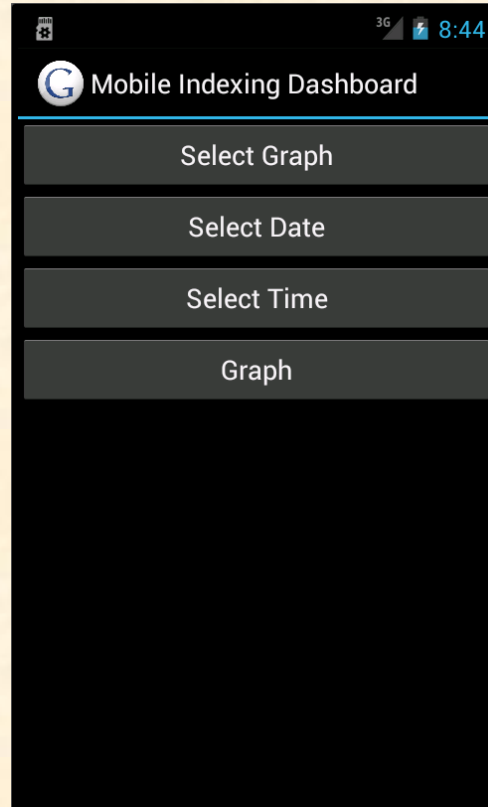 3G 8:44
G Mobile Indexing Dashboard
Select Graph
Select Date
Select Time
Graph